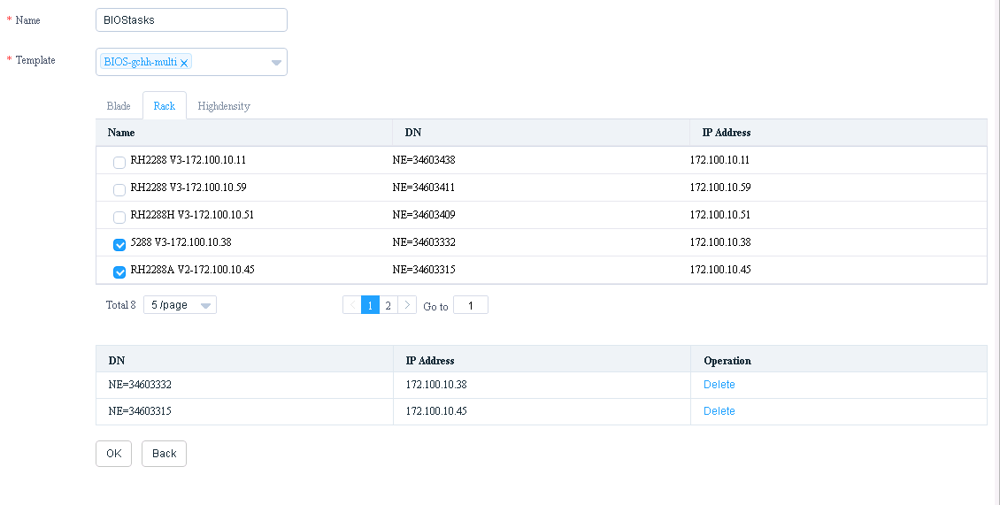 * Name BIOStasks
* Template BIOS-gchh-multi
Blade Rack Highdensity
Name DN IP Address
RH2288 V3-172.100.10.11 NE=34603438 172.100.10.11
RH2288 V3-172.100.10.59 NE=34603411 172.100.10.59
RH2288H V3-172.100.10.51 NE=34603409 172.100.10.51
5288 V3-172.100.10.38 NE=34603332 172.100.10.38
RH2288A V2-172.100.10.45 NE=34603315 172.100.10.45
Total 8 5 /page 1 2 Go to 1
DN IP Address Operation
NE=34603332 172.100.10.38 Delete
NE=34603315 172.100.10.45 Delete
OK Back